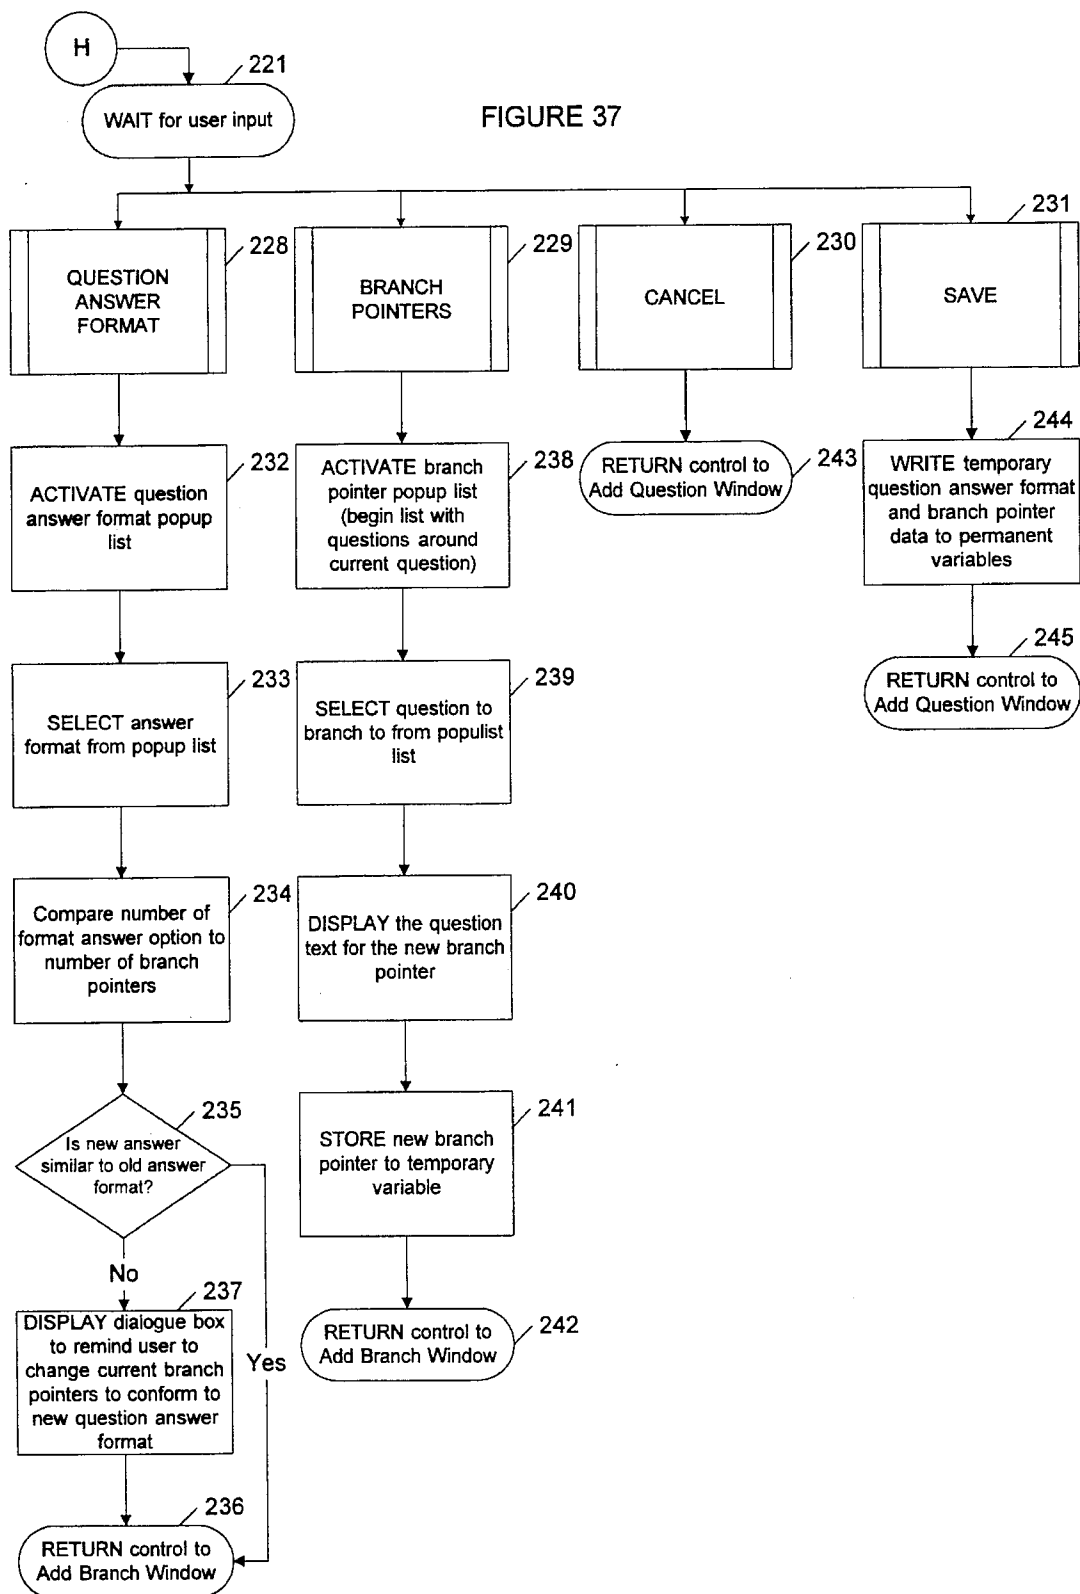 H
221
WAIT for user input
FIGURE 37
228
QUESTION
ANSWER
FORMAT
229
BRANCH
POINTERS
230
CANCEL
231
SAVE
232
ACTIVATE question
answer format popup
list
233
SELECT answer
format from popup list
234
Compare number of
format answer option to
number of branch
pointers
235
Is new answer
similar to old answer
format?
No
Yes
237
DISPLAY dialogue box
to remind user to
change current branch
pointers to conform to
new question answer
format
236
RETURN control to
Add Branch Window
238
ACTIVATE branch
pointer popup list
(begin list with
questions around
current question)
239
SELECT question to
branch to from populist
list
240
DISPLAY the question
text for the new branch
pointer
241
STORE new branch
pointer to temporary
variable
242
RETURN control to
Add Branch Window
243
RETURN control to
Add Question Window
244
WRITE temporary
question answer format
and branch pointer
data to permanent
variables
245
RETURN control to
Add Question Window